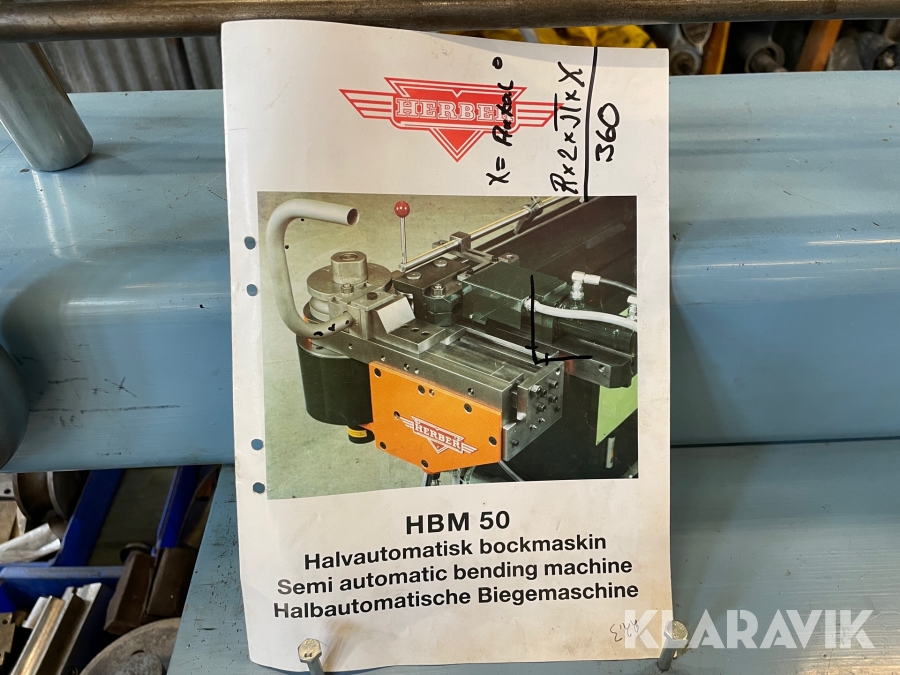 HERBER
X = Antal °
R x 2 x π x X
360
HERBER
HBM 50
Halvautomatisk bockmaskin
Semi automatic bending machine
Halbautomatische Biegemaschine
KLARAVIK